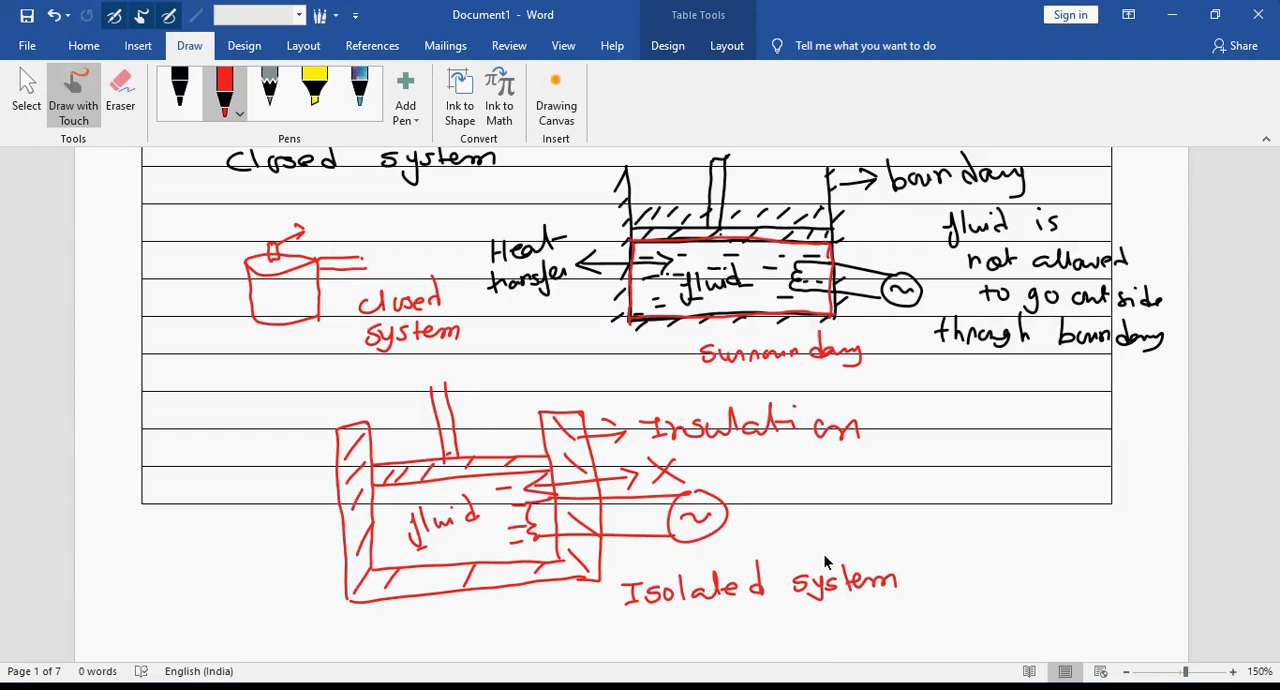 Document1 - Word
Table Tools
Sign in
File Home Insert Draw Design Layout References Mailings Review View Help Design Layout Tell me what you want to do Share
Select
Draw with Touch
Eraser
Tools
Pens
Add Pen
Ink to Shape
Ink to Math
Convert
Drawing Canvas
Insert
Closed system
boundary
fluid is
not allowed
to go outside
through boundary
Heat
transfer
fluid
~
closed
system
surroundary
Insulation
X
fluid
~
Isolated system
Page 1 of 7 0 words English (India) 150%